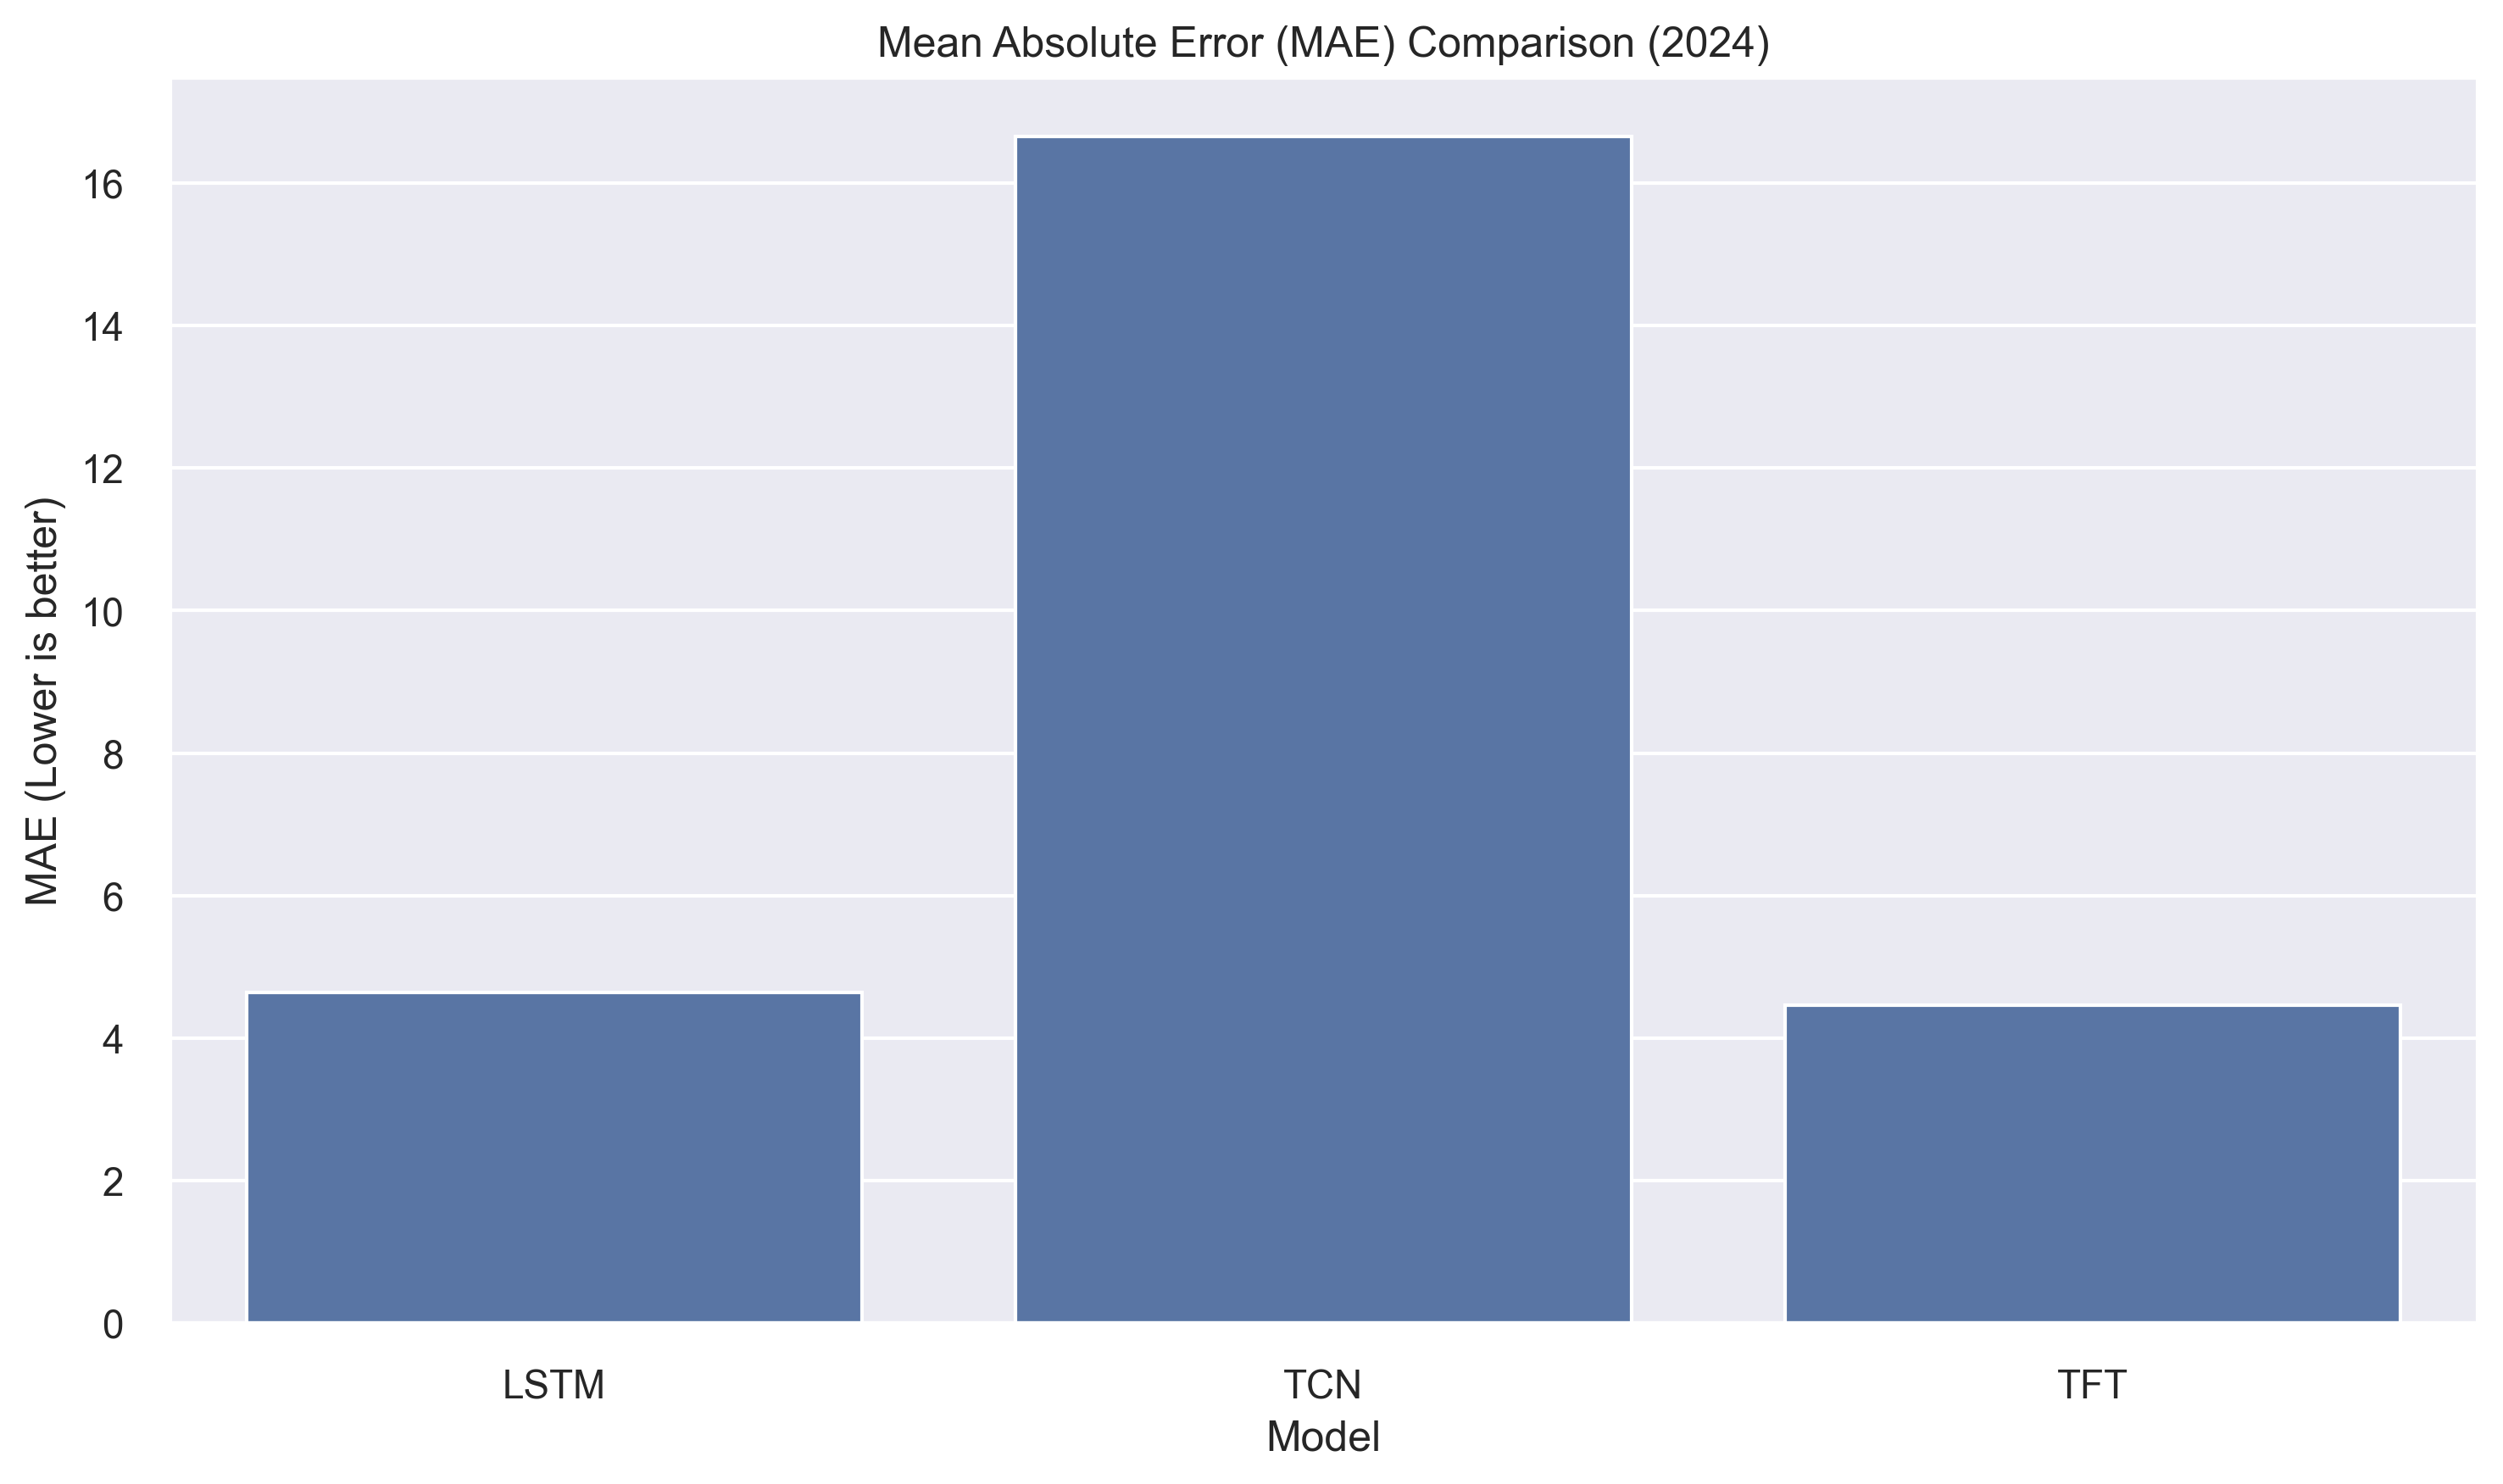 Mean Absolute Error (MAE) Comparison (2024)
MAE (Lower is better)
16
14
12
10
8
6
4
2
0
LSTM TCN TFT
Model